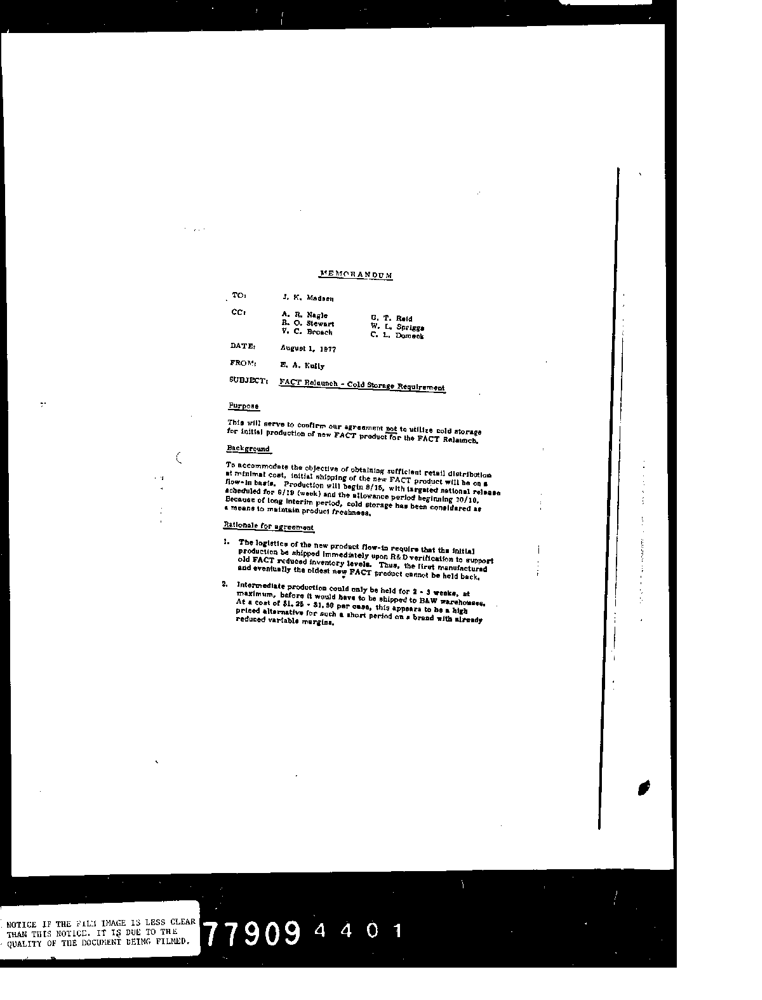 MEMORANDUM
TO: J. K. Madsen
CC: A. R. Nagle
R. O. Stewart
V. C. Broach
U. T. Reid
W. L. Spriggs
C. L. Domeck
DATE: August 1, 1977
FROM: E. A. Kelly
SUBJECT: FACT Relaunch - Cold Storage Requirement
Purpose
This will serve to confirm our agreement not to utilize cold storage
for initial production of new FACT product for the FACT Relaunch.
Background
To accommodate the objective of obtaining sufficient retail distribution
at minimal cost, initial shipping of the new FACT product will be on a
flow-in basis. Production will begin 8/15, with targeted national release
scheduled for 9/19 (week) and the allowance period beginning 10/10.
Because of long interim period, cold storage has been considered as
a means to maintain product freshness.
Rationale for agreement
1. The logistics of the new product flow-in require that the initial
production be shipped immediately upon R&D verification to support
old FACT reduced inventory levels. Thus, the first manufactured
and eventually the oldest new FACT product cannot be held back.
2. Intermediate production could only be held for 2 - 3 weeks, at
maximum, before it would have to be shipped to B&W warehouses.
At a cost of $1.25 - $1.50 per case, this appears to be a high
priced alternative for such a short period on a brand with already
reduced variable margins.
NOTICE IF THE FILM IMAGE IS LESS CLEAR
THAN THIS NOTICE. IT IS DUE TO THE
QUALITY OF THE DOCUMENT BEING FILMED.
77909 4401